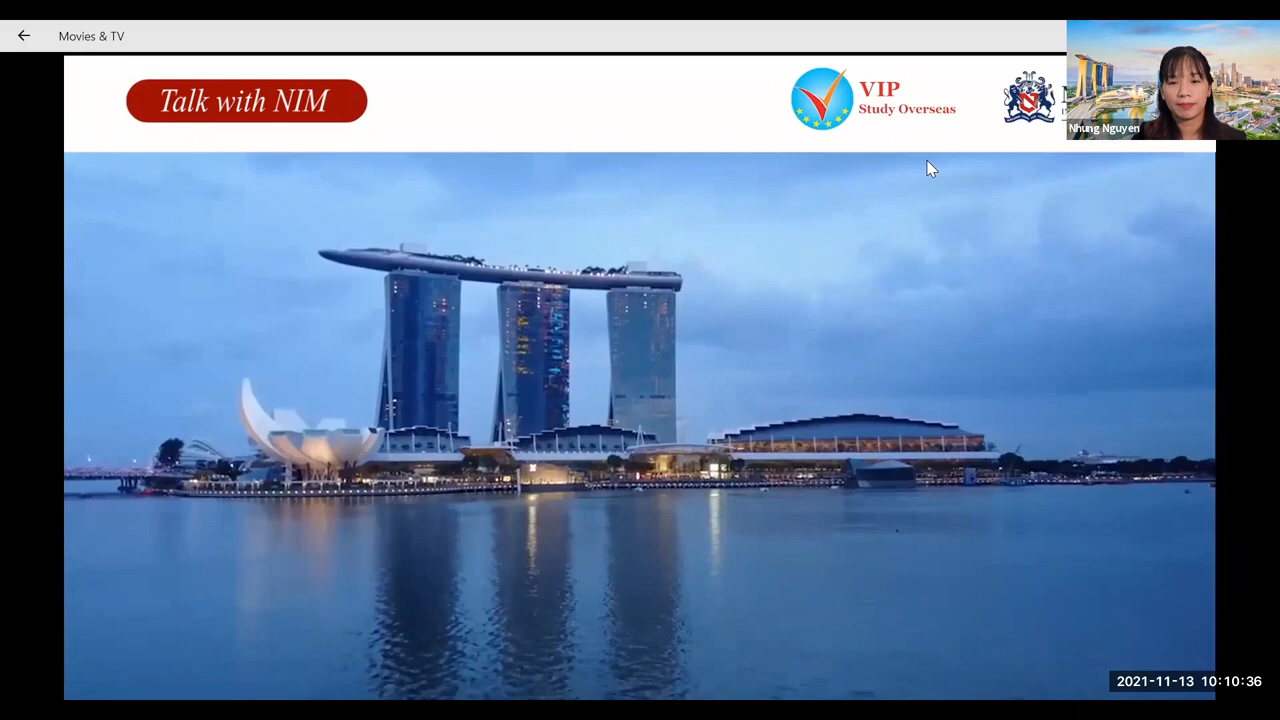 Movies & TV
Talk with NIM
VIP
Study Overseas
Nhung Nguyen
2021-11-13 10:10:36